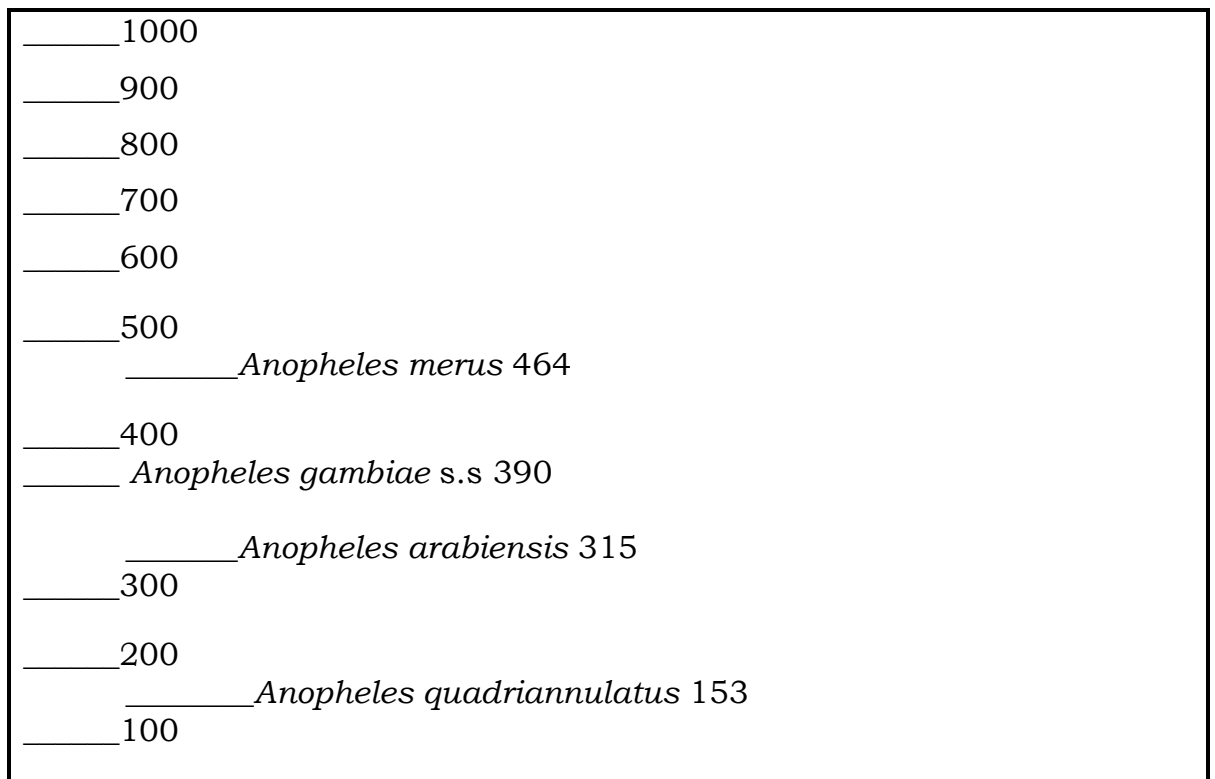 ______1000
______900
______800
______700
______600
______500
_______Anopheles merus 464
______400
______ Anopheles gambiae s.s 390
_______Anopheles arabiensis 315
______300
______200
________Anopheles quadriannulatus 153
______100